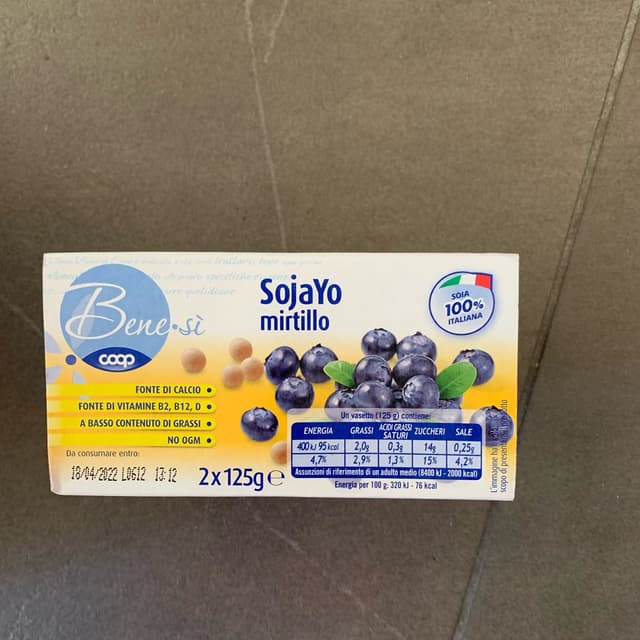 Bene.sì
coop
SojaYo
mirtillo
SOIA
100%
ITALIANA
FONTE DI CALCIO •
FONTE DI VITAMINE B2, B12, D •
A BASSO CONTENUTO DI GRASSI •
NO OGM •
Da consumare entro:
18/04/2022 L0612 13:12
2x125g e
Un vasetto (125 g) contiene:
ENERGIA GRASSI ACIDI GRASSI SATURI ZUCCHERI SALE
400 kJ 95 kcal 2,0g 0,3g 14g 0,25g
4,7% 2,9% 1,3% 15% 4,2%
Assunzioni di riferimento di un adulto medio (8400 kJ - 2000 kcal)
Energia per 100 g: 320 kJ - 76 kcal
L'immagine ha
scopo di